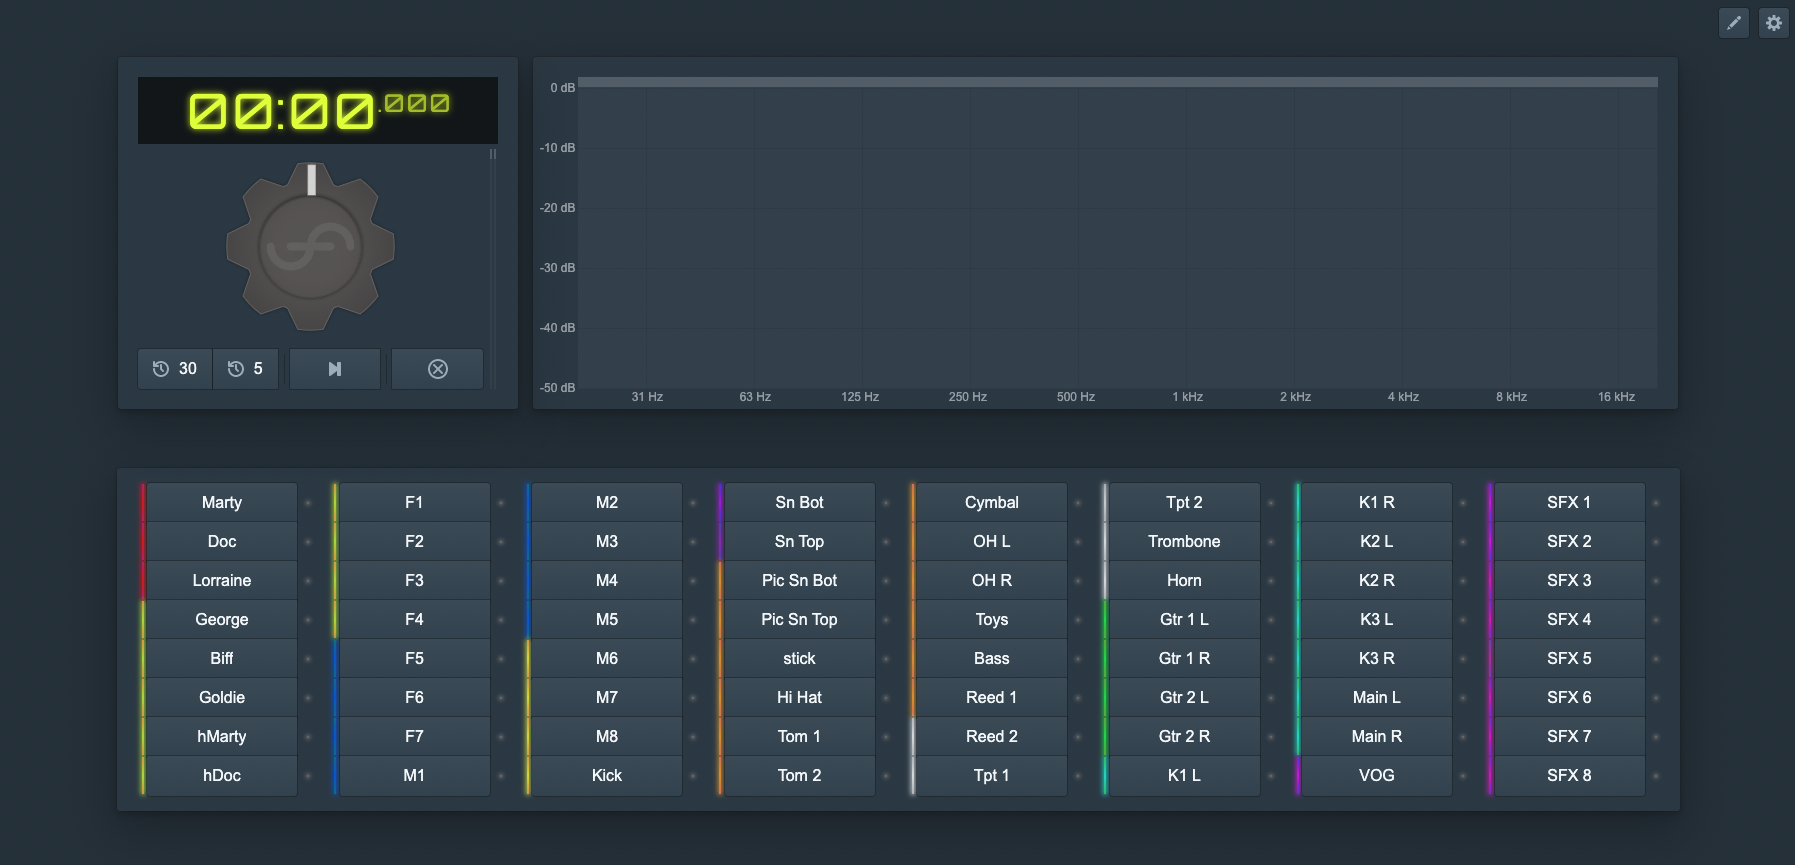 00:00.000
30 5
0 dB
-10 dB
-20 dB
-30 dB
-40 dB
-50 dB
31 Hz 63 Hz 125 Hz 250 Hz 500 Hz 1 kHz 2 kHz 4 kHz 8 kHz 16 kHz
Marty F1 M2 Sn Bot Cymbal Tpt 2 K1 R SFX 1
Doc F2 M3 Sn Top OH L Trombone K2 L SFX 2
Lorraine F3 M4 Pic Sn Bot OH R Horn K2 R SFX 3
George F4 M5 Pic Sn Top Toys Gtr 1 L K3 L SFX 4
Biff F5 M6 stick Bass Gtr 1 R K3 R SFX 5
Goldie F6 M7 Hi Hat Reed 1 Gtr 2 L Main L SFX 6
hMarty F7 M8 Tom 1 Reed 2 Gtr 2 R Main R SFX 7
hDoc M1 Kick Tom 2 Tpt 1 K1 L VOG SFX 8